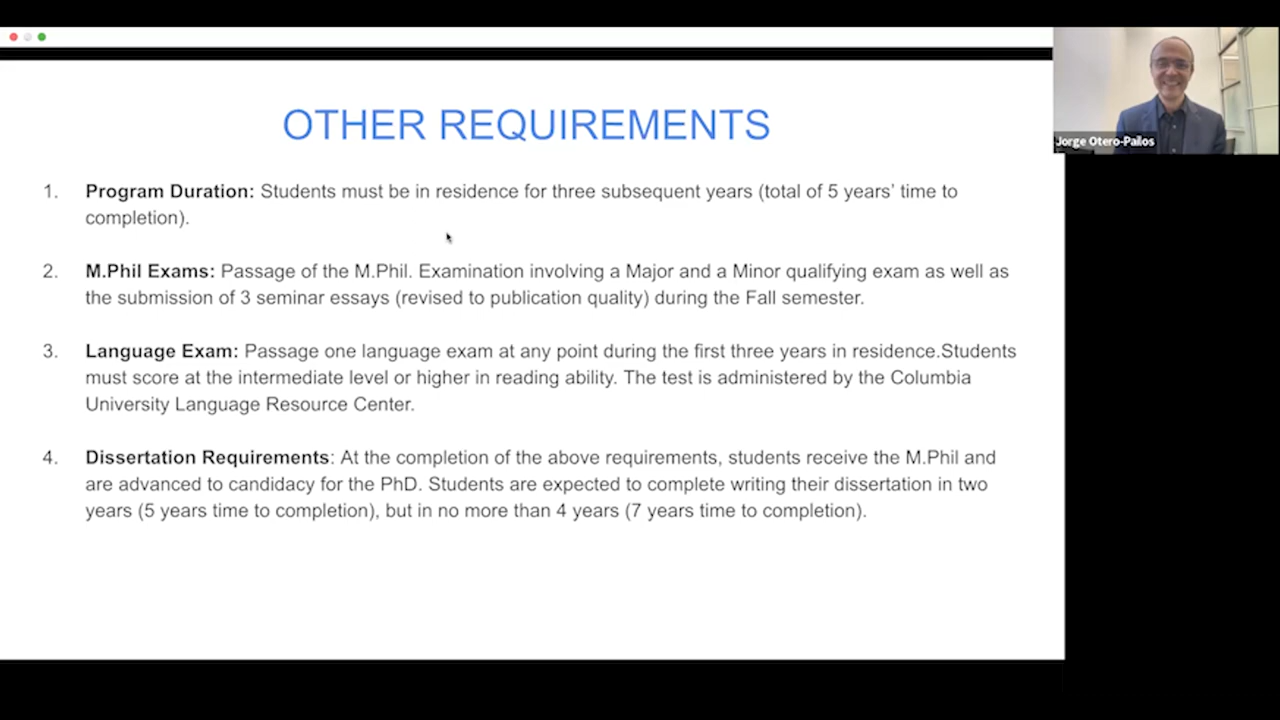 OTHER REQUIREMENTS
Jorge Otero-Pailos
1. Program Duration: Students must be in residence for three subsequent years (total of 5 years’ time to
completion).
2. M.Phil Exams: Passage of the M.Phil. Examination involving a Major and a Minor qualifying exam as well as
the submission of 3 seminar essays (revised to publication quality) during the Fall semester.
3. Language Exam: Passage one language exam at any point during the first three years in residence.Students
must score at the intermediate level or higher in reading ability. The test is administered by the Columbia
University Language Resource Center.
4. Dissertation Requirements: At the completion of the above requirements, students receive the M.Phil and
are advanced to candidacy for the PhD. Students are expected to complete writing their dissertation in two
years (5 years time to completion), but in no more than 4 years (7 years time to completion).